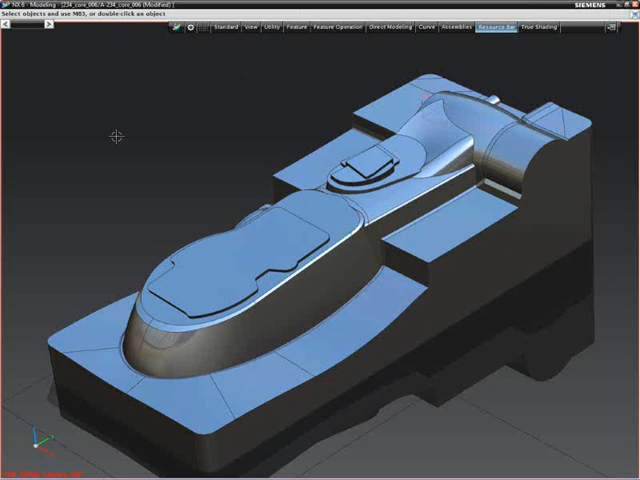 NX 6 - Modeling - [234_core_006/A-234_core_006 (Modified) ]
SIEMENS
Select objects and use MB3, or double-click an object
Standard View Utility Feature Feature Operation Direct Modeling Curve Assemblies Resource Bar True Shading